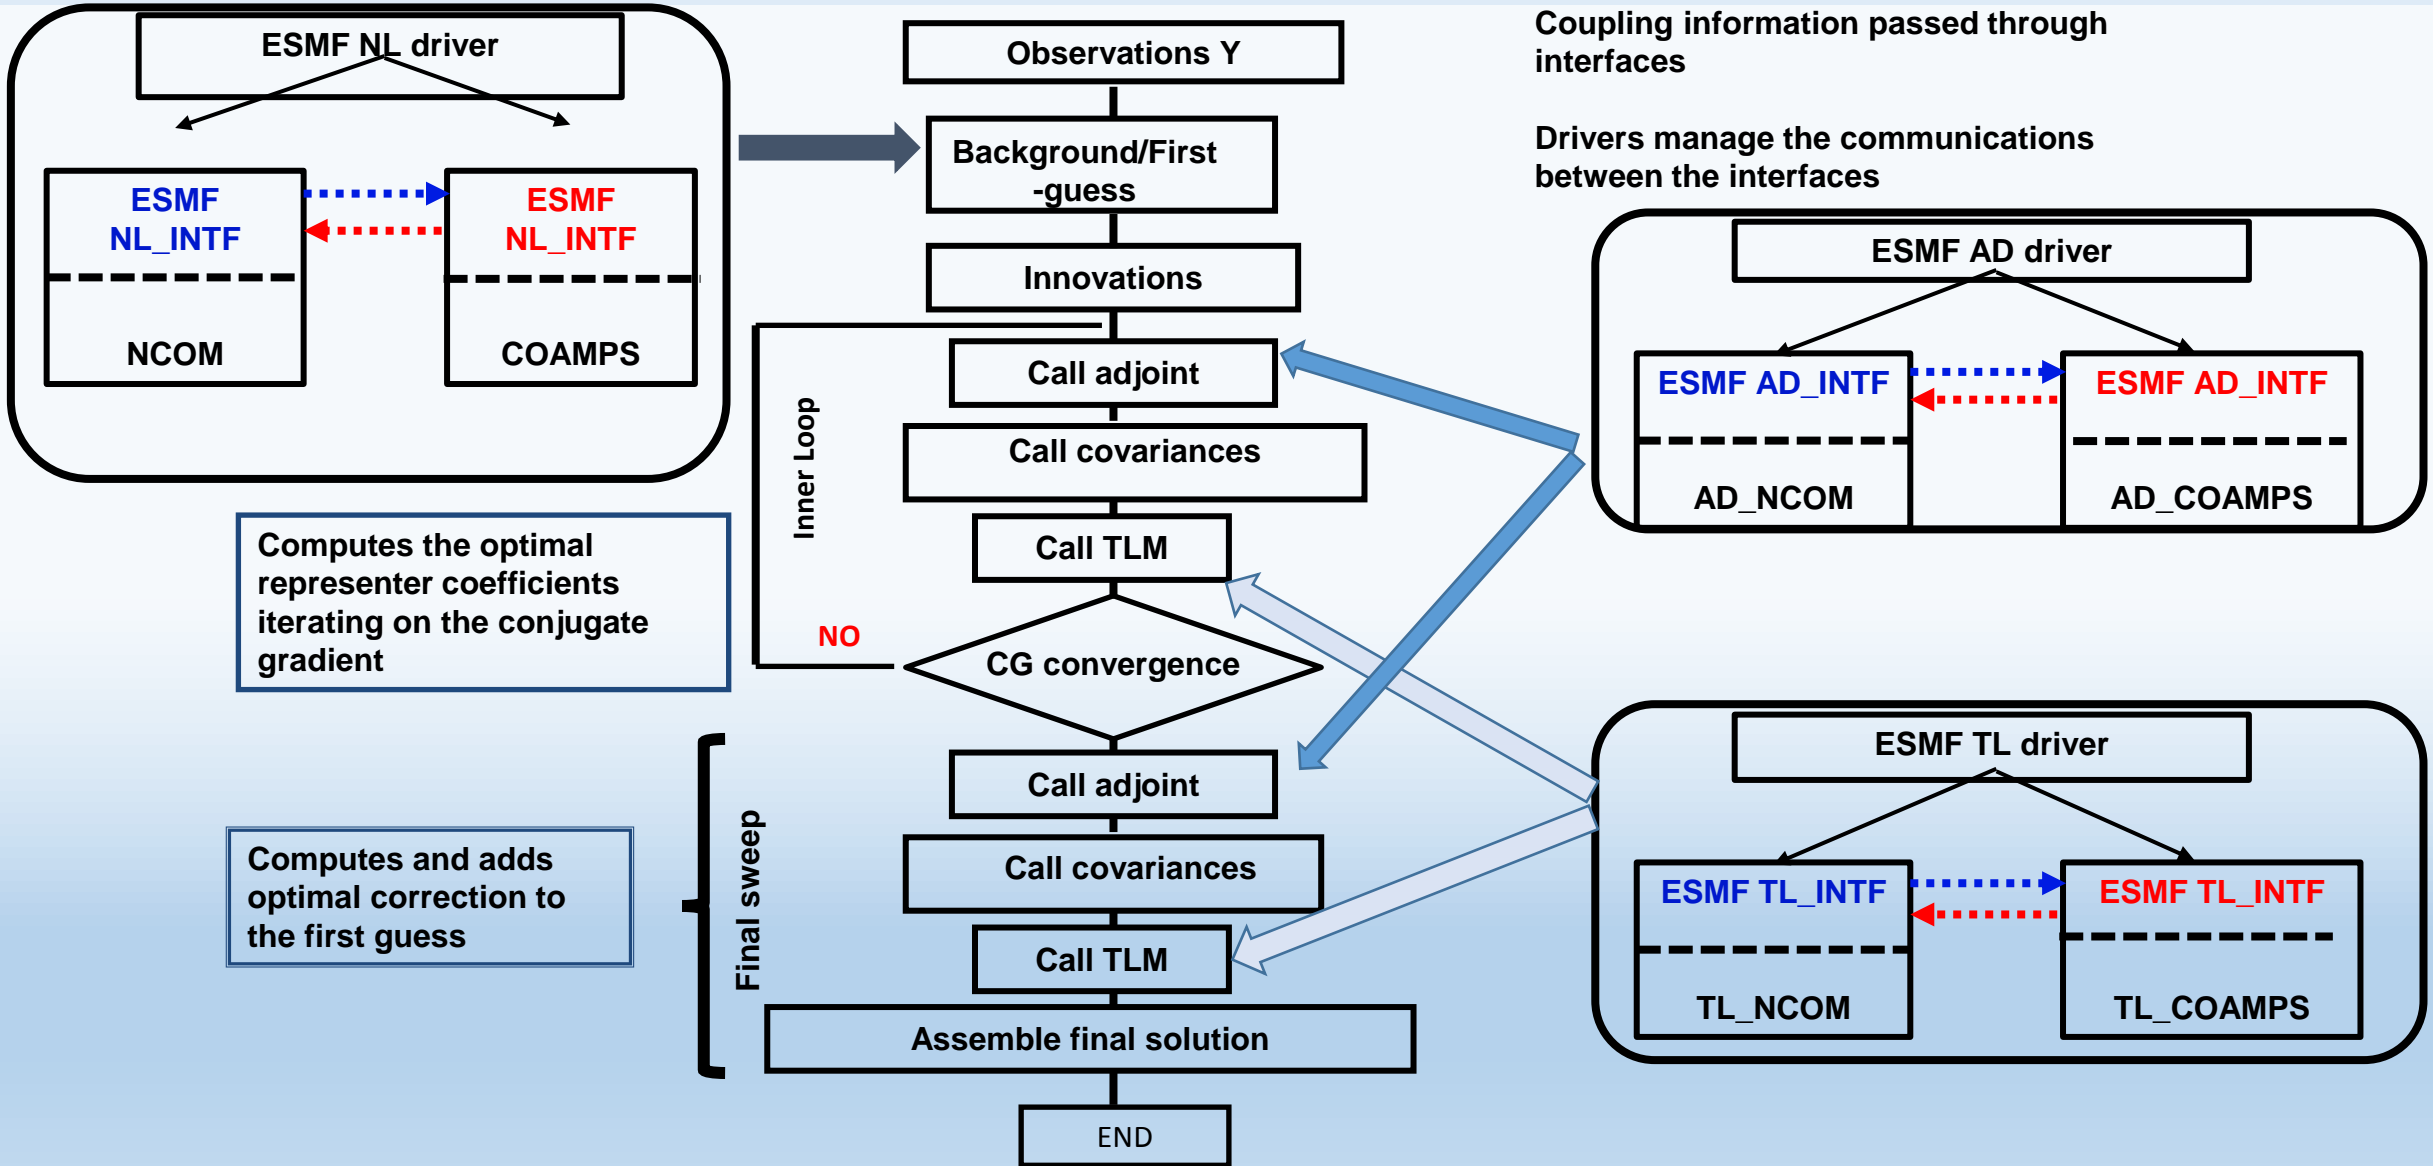 ESMF NL driver
ESMF
NL_INTF
NCOM
ESMF
NL_INTF
COAMPS
Observations Y
Background/First
-guess
Innovations
Call adjoint
Call covariances
Call TLM
CG convergence
NO
Inner Loop
Call adjoint
Call covariances
Call TLM
Assemble final solution
END
Final sweep
Computes the optimal
representer coefficients
iterating on the conjugate
gradient
Computes and adds
optimal correction to
the first guess
Coupling information passed through
interfaces
Drivers manage the communications
between the interfaces
ESMF AD driver
ESMF AD_INTF
AD_NCOM
ESMF AD_INTF
AD_COAMPS
ESMF TL driver
ESMF TL_INTF
TL_NCOM
ESMF TL_INTF
TL_COAMPS